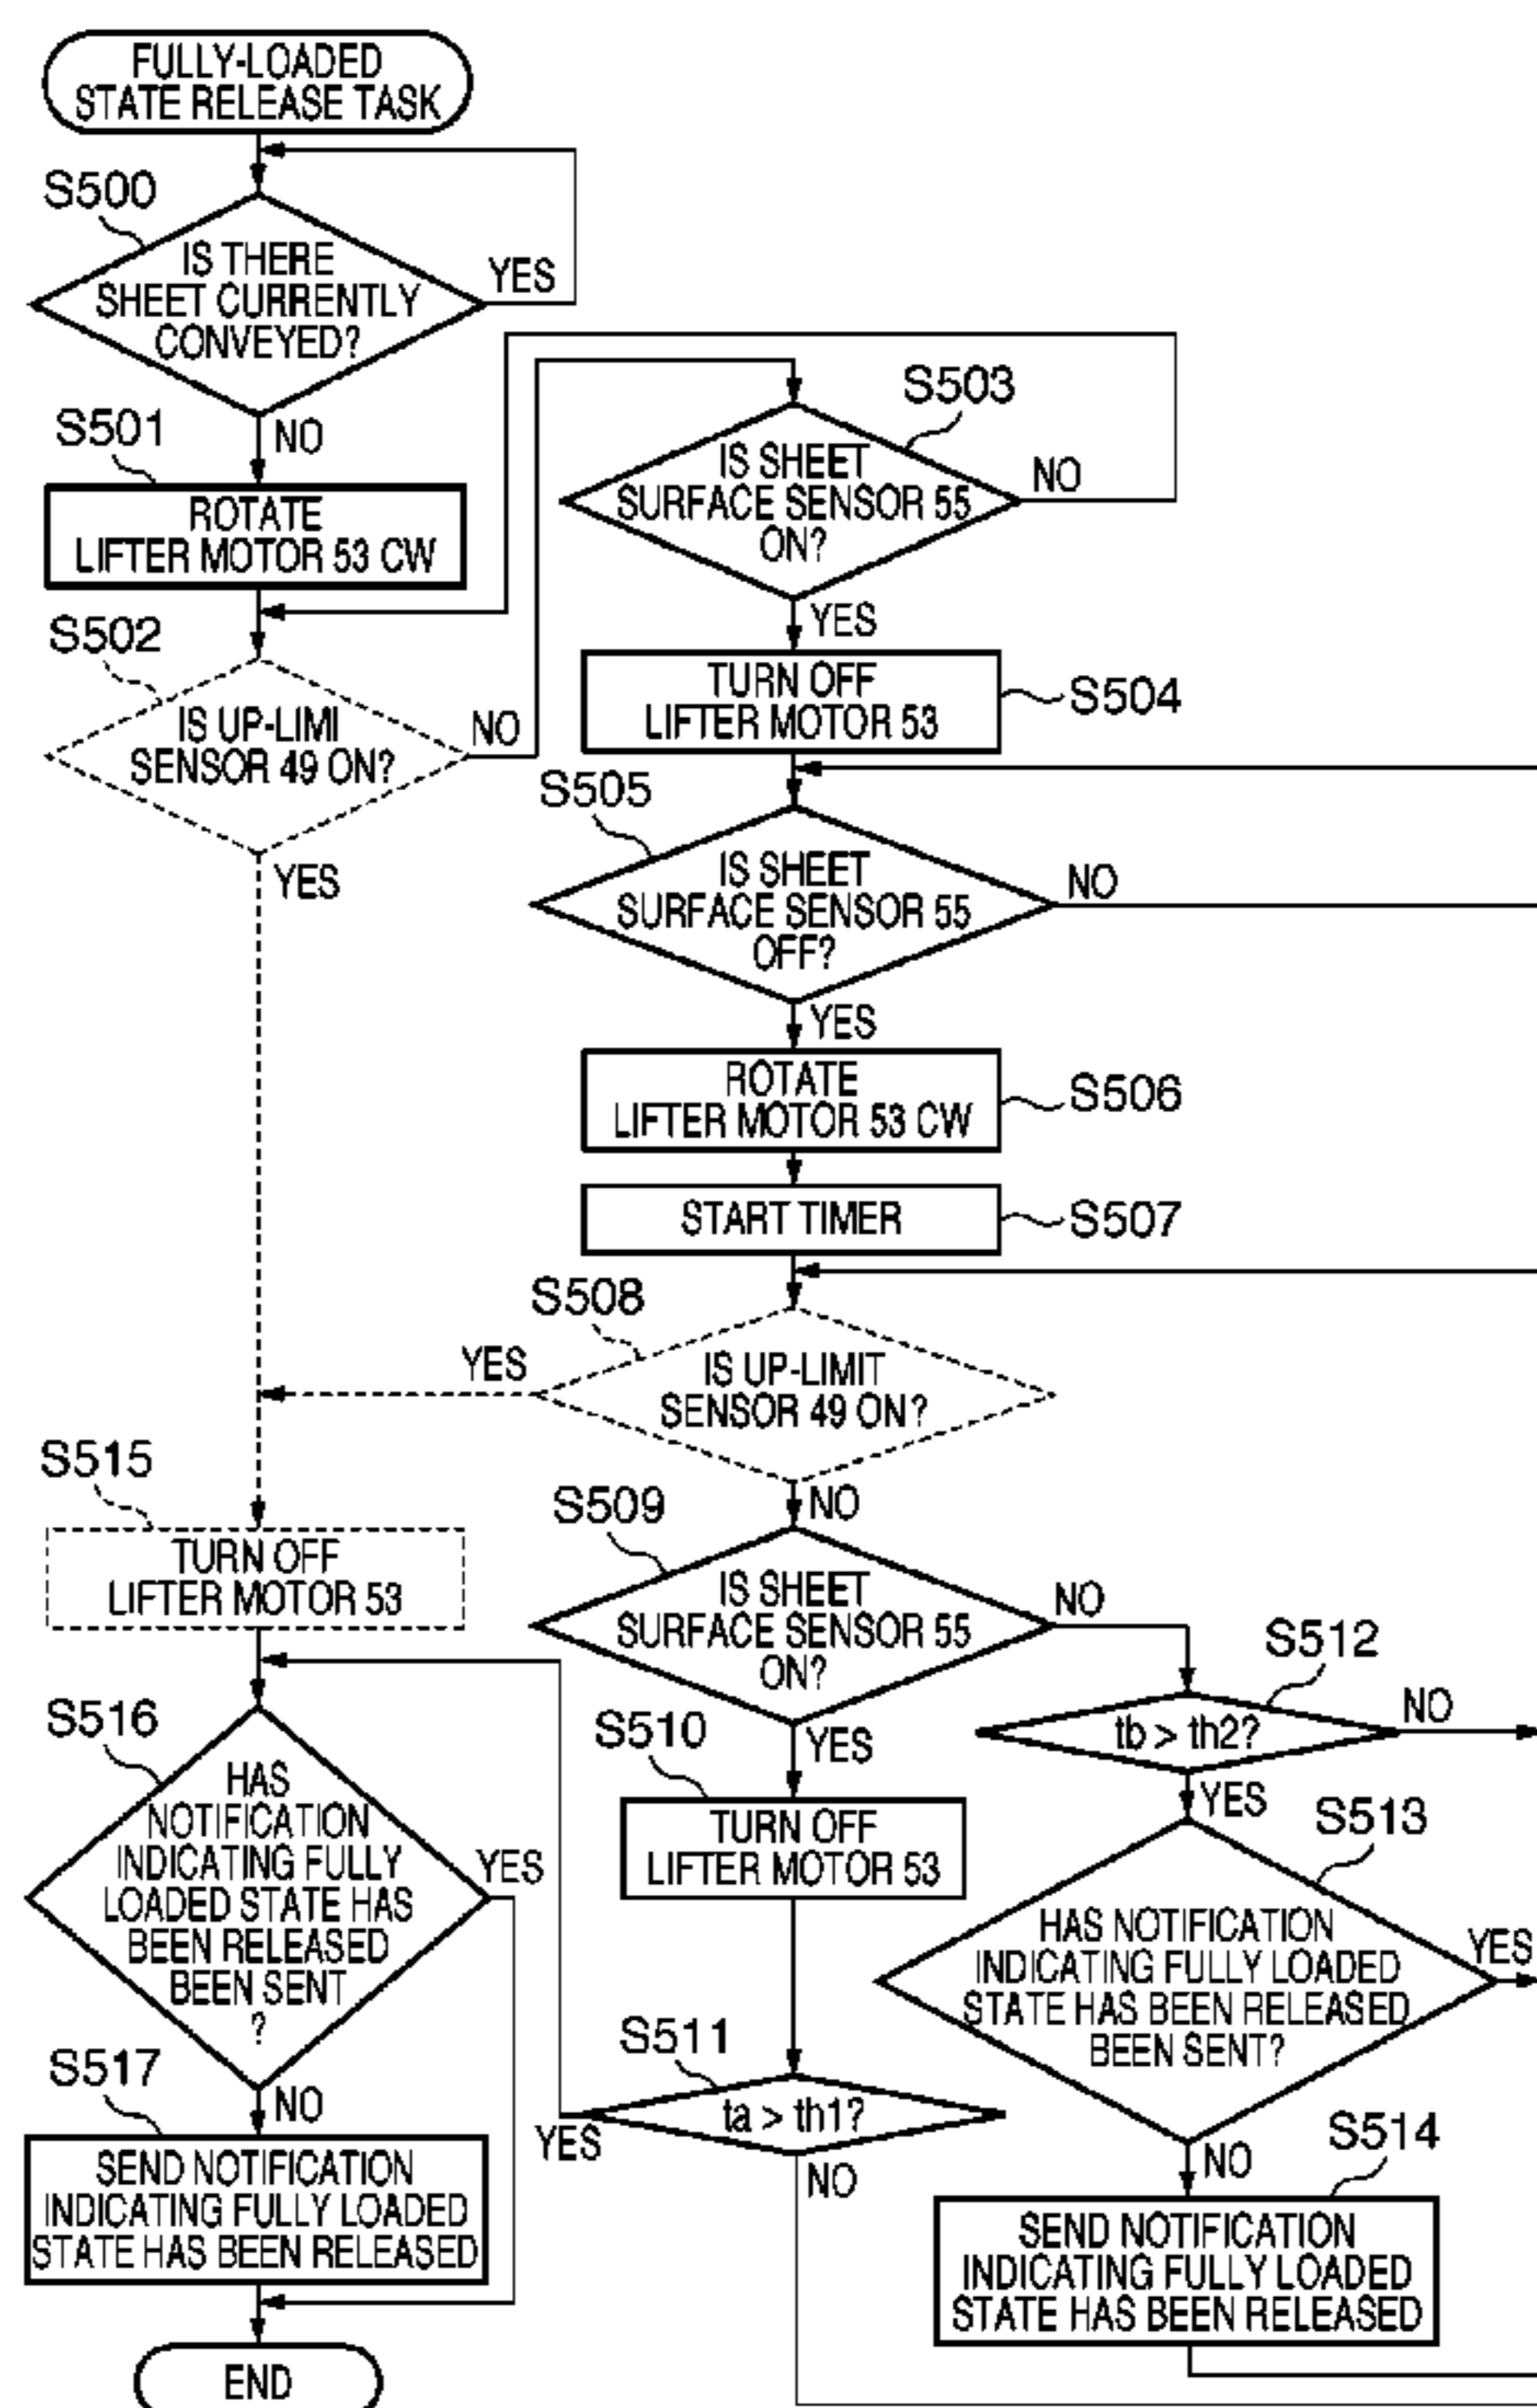 FULLY-LOADED
STATE RELEASE TASK
S500
IS THERE
SHEET CURRENTLY
CONVEYED?
YES
NO
S501
ROTATE
LIFTER MOTOR 53 CW
S502
IS UP-LIMI
SENSOR 49 ON?
NO
YES
S503
IS SHEET
SURFACE SENSOR 55
ON?
NO
YES
TURN OFF
LIFTER MOTOR 53
S504
S505
IS SHEET
SURFACE SENSOR 55
OFF?
NO
YES
ROTATE
LIFTER MOTOR 53 CW
S506
START TIMER
S507
S508
IS UP-LIMIT
SENSOR 49 ON?
YES
NO
S509
IS SHEET
SURFACE SENSOR 55
ON?
NO
YES
S510
TURN OFF
LIFTER MOTOR 53
S511
ta > th1?
YES
NO
S512
tb > th2?
NO
YES
S513
HAS NOTIFICATION
INDICATING FULLY LOADED
STATE HAS BEEN RELEASED
BEEN SENT?
YES
NO
S514
SEND NOTIFICATION
INDICATING FULLY LOADED
STATE HAS BEEN RELEASED
S515
TURN OFF
LIFTER MOTOR 53
S516
HAS
NOTIFICATION
INDICATING FULLY
LOADED STATE HAS
BEEN RELEASED
BEEN SENT
?
YES
NO
S517
SEND NOTIFICATION
INDICATING FULLY LOADED
STATE HAS BEEN RELEASED
END